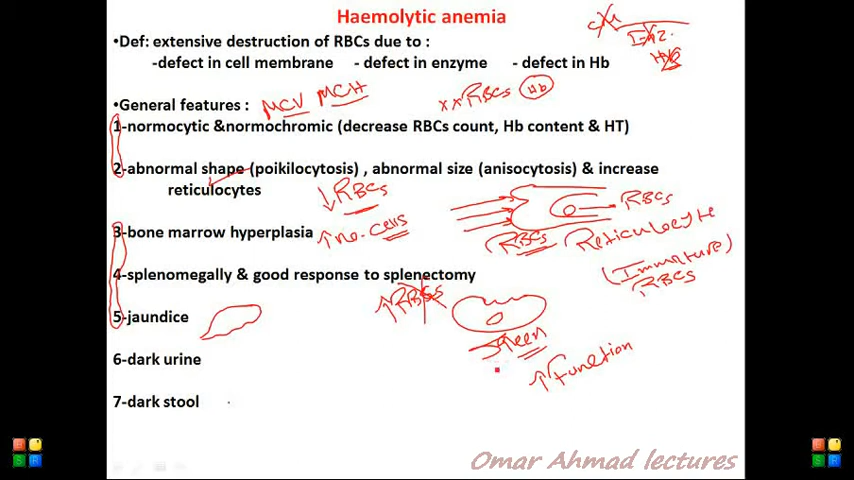 Haemolytic anemia
•Def: extensive destruction of RBCs due to :
-defect in cell membrane - defect in enzyme - defect in Hb
•General features :
MCV MCH
xx RBCs Hb
1-normocytic &normochromic (decrease RBCs count, Hb content & HT)
2-abnormal shape (poikilocytosis) , abnormal size (anisocytosis) & increase
reticulocytes
↓RBCs
RBCs
3-bone marrow hyperplasia
↑no. cells
RBCs Reticulocyte
(Immature)
RBCs
4-splenomegally & good response to splenectomy
↑RBCs
5-jaundice
spleen
↑Function
6-dark urine
7-dark stool
Omar Ahmad lectures